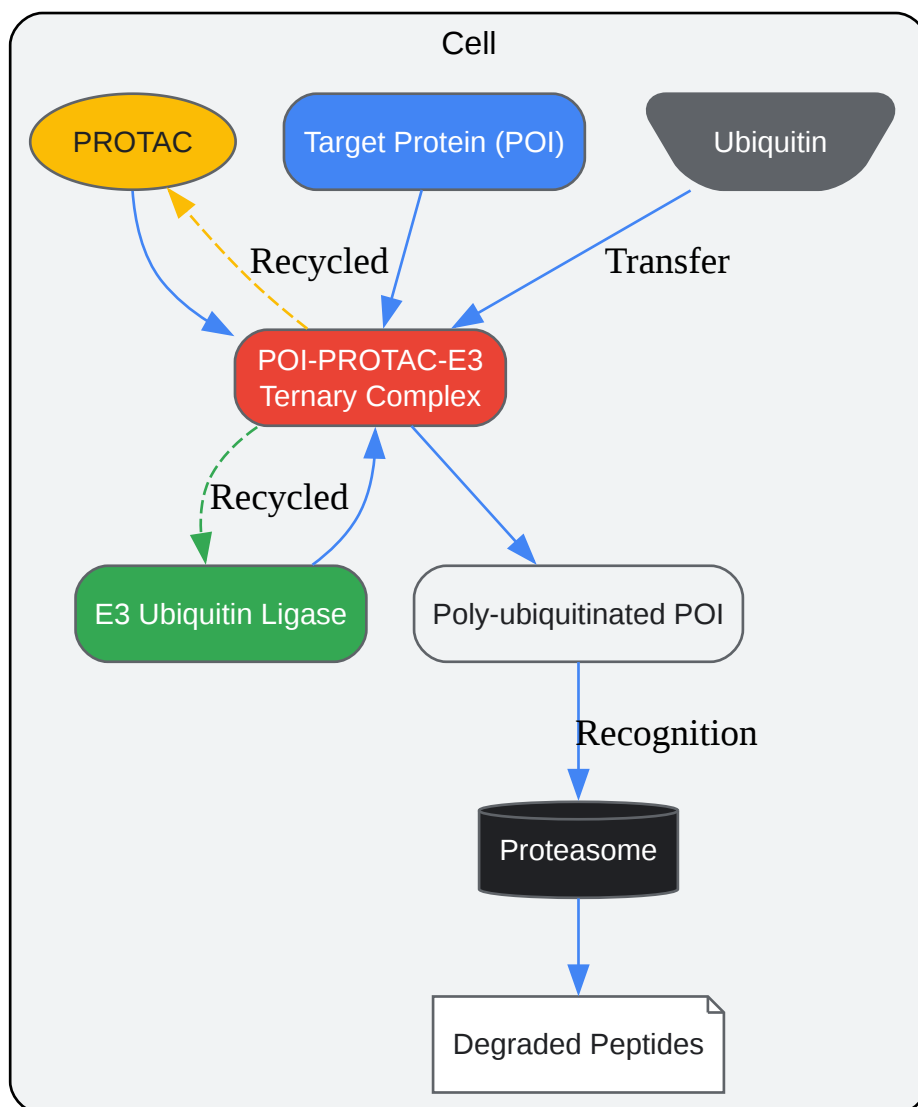 Cell
PROTAC
Target Protein (POI)
Ubiquitin
Recycled
Transfer
POI-PROTAC-E3
Ternary Complex
Recycled
E3 Ubiquitin Ligase
Poly-ubiquitinated POI
Recognition
Proteasome
Degraded Peptides